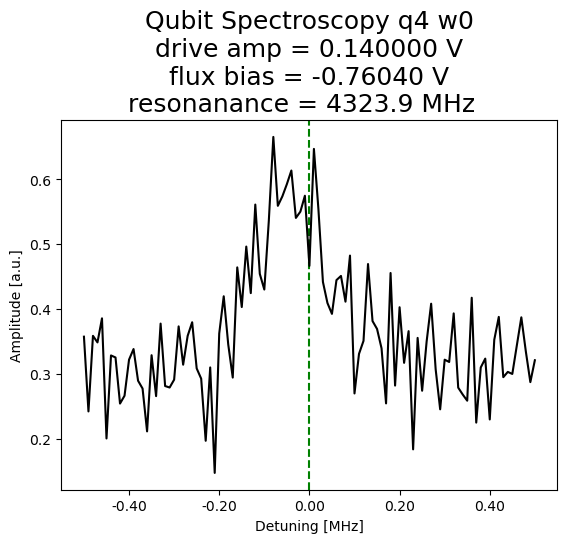 Qubit Spectroscopy q4 w0
drive amp = 0.140000 V
flux bias = -0.76040 V
resonanance = 4323.9 MHz
Amplitude [a.u.]
0.6
0.5
0.4
0.3
0.2
-0.40
-0.20
0.00
0.20
0.40
Detuning [MHz]